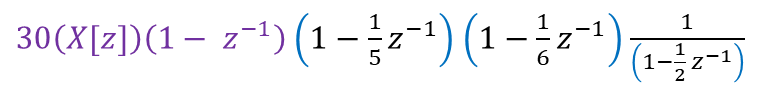 30(X[z])(1 − z⁻¹)(1 − 1/5 z⁻¹)(1 − 1/6 z⁻¹) 1/(1−1/2 z⁻¹)